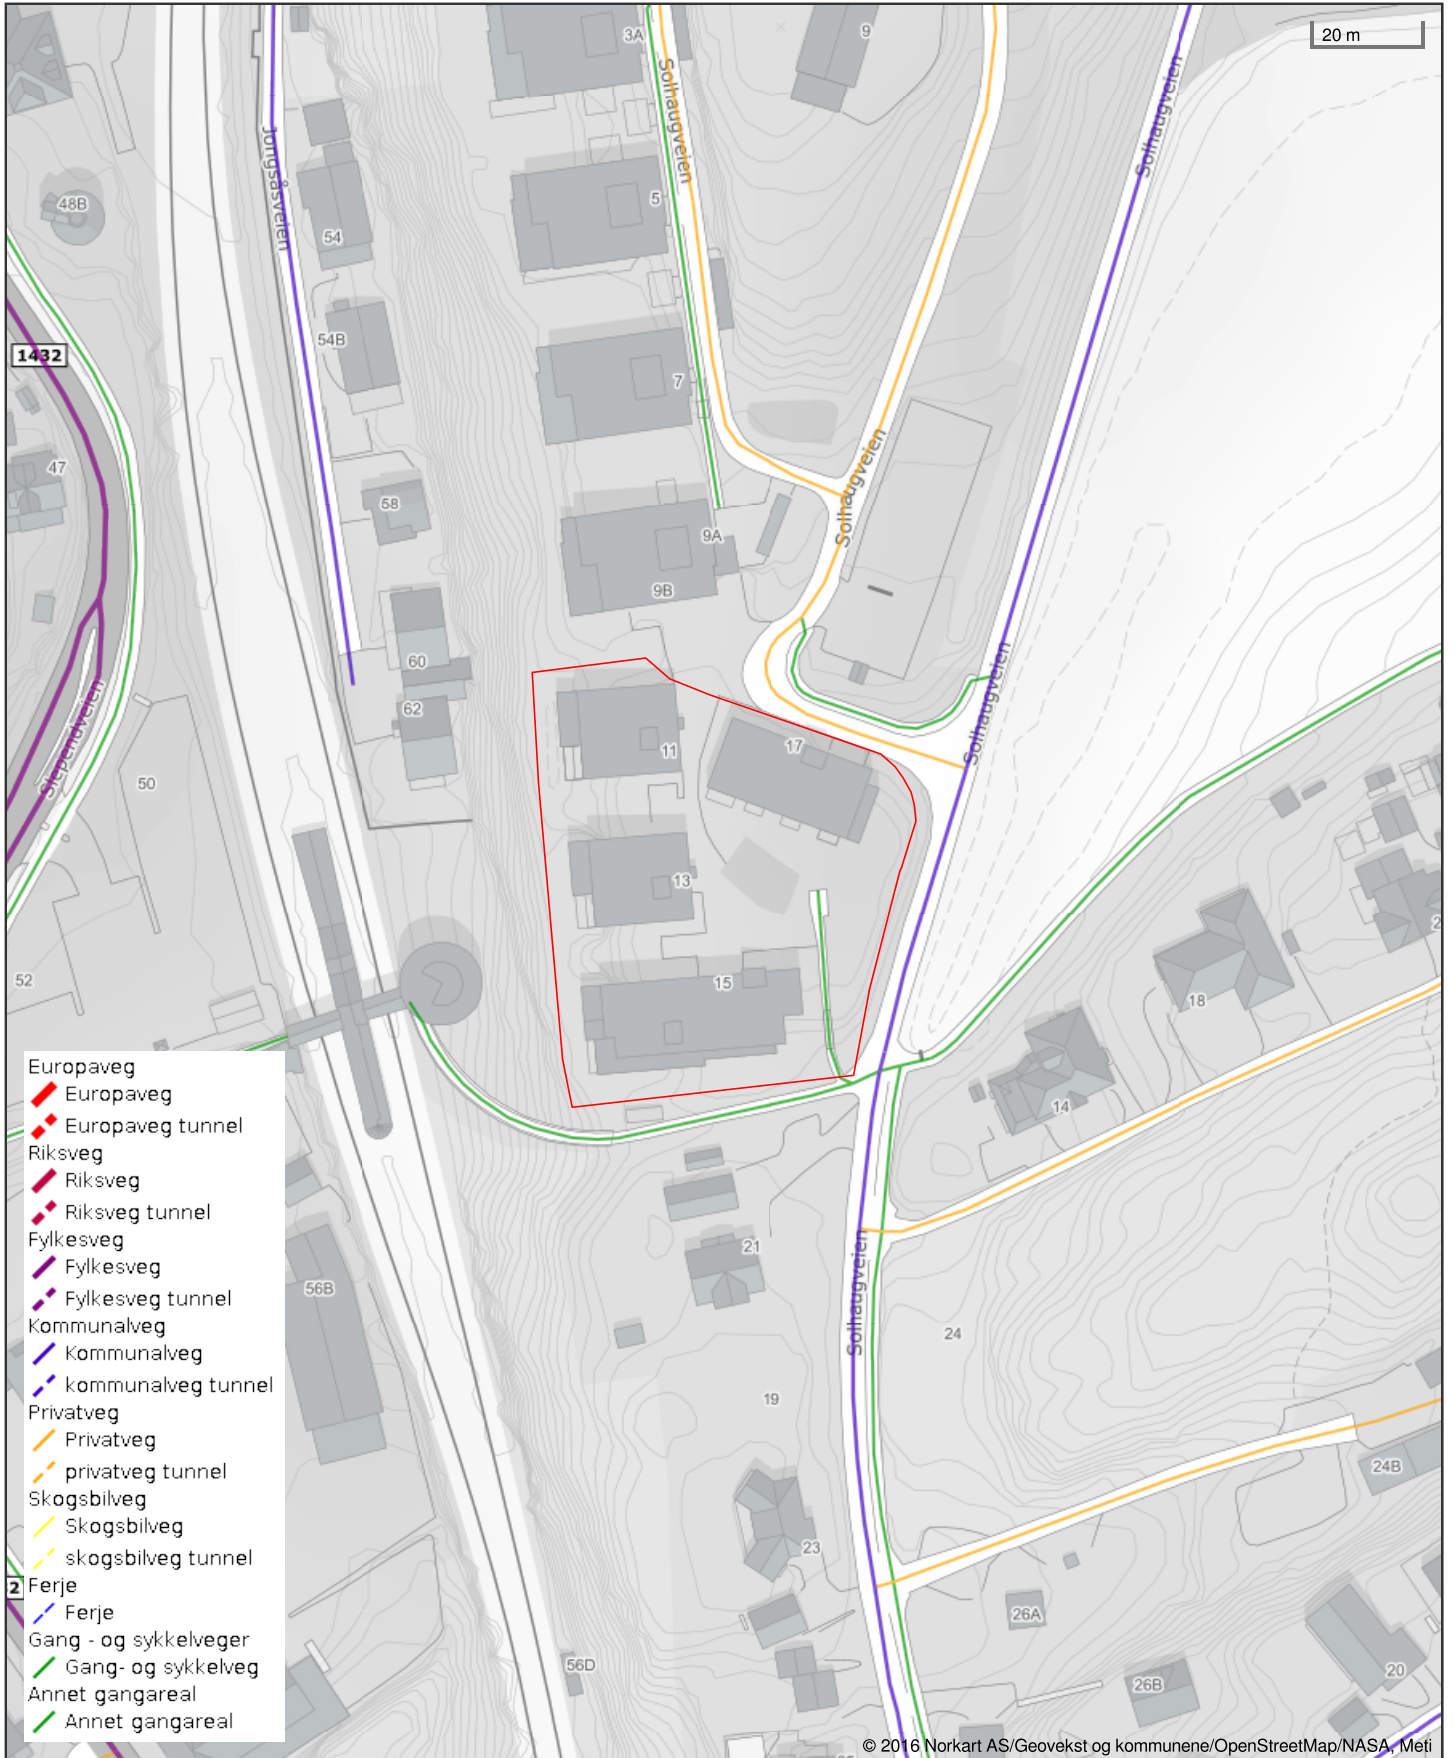 20 m
3A
9
Solhaugveien
Solhaugveien
Jongsåsveien
5
48B
54
54B
1432
7
47
Solhaugveien
58
9A
9B
60
Solhaugveien
62
Slependveien
11
17
50
13
52
15
18
2
14
21
56B
Solhaugveien
24
19
24B
23
26A
56D
20
26B
Europaveg
Europaveg
Europaveg tunnel
Riksveg
Riksveg
Riksveg tunnel
Fylkesveg
Fylkesveg
Fylkesveg tunnel
Kommunalveg
Kommunalveg
kommunalveg tunnel
Privatveg
Privatveg
privatveg tunnel
Skogsbilveg
Skogsbilveg
skogsbilveg tunnel
2
Ferje
Ferje
Gang - og sykkelveger
Gang- og sykkelveg
Annet gangareal
Annet gangareal
© 2016 Norkart AS/Geovekst og kommunene/OpenStreetMap/NASA, Meti